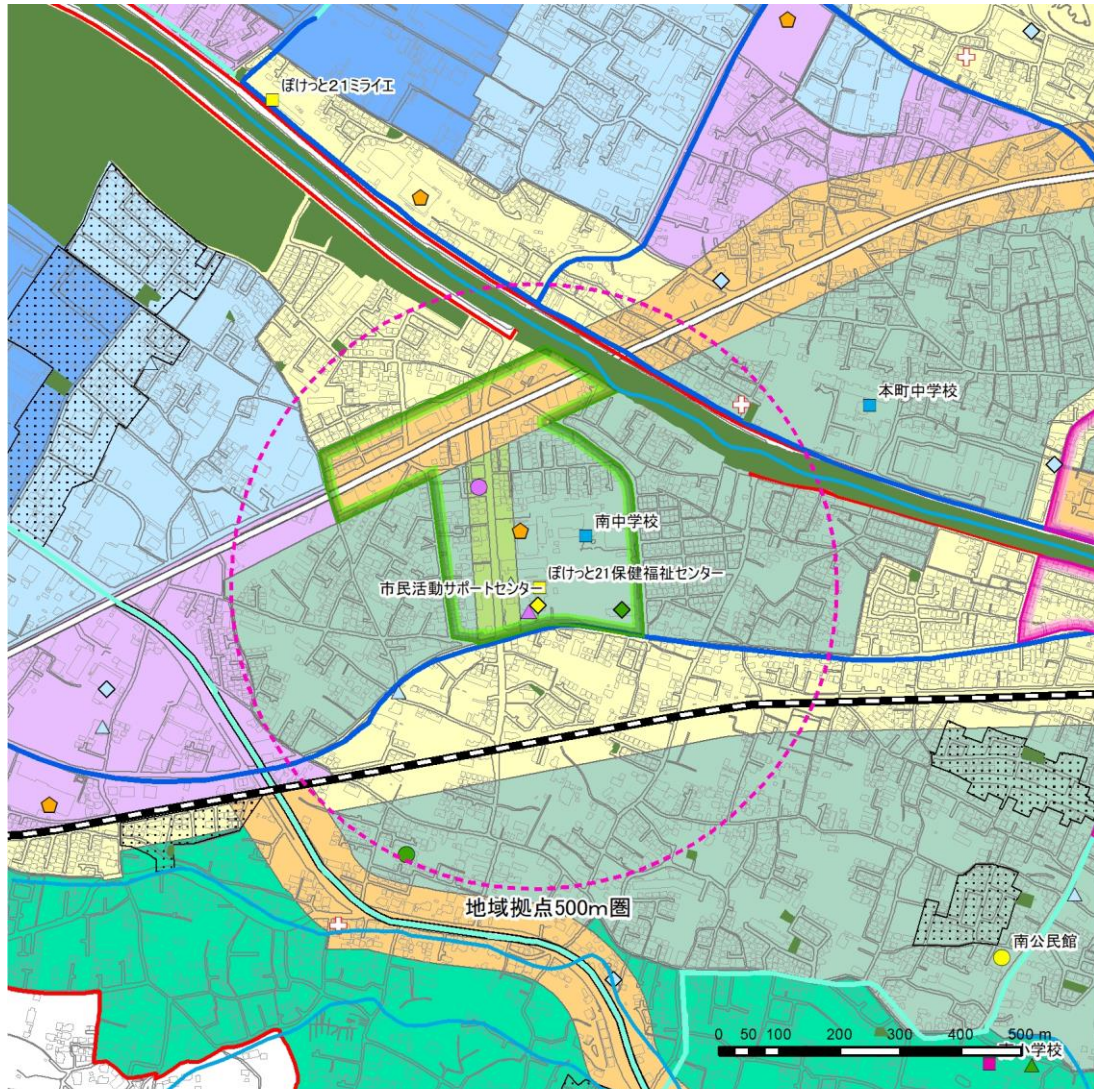 ぽけっと21ミライエ
本町中学校
南中学校
ぽけっと21保健福祉センター
市民活動サポートセンター
地域拠点500m圏
南公民館
0 50 100 200 300 400 500 m
小学校